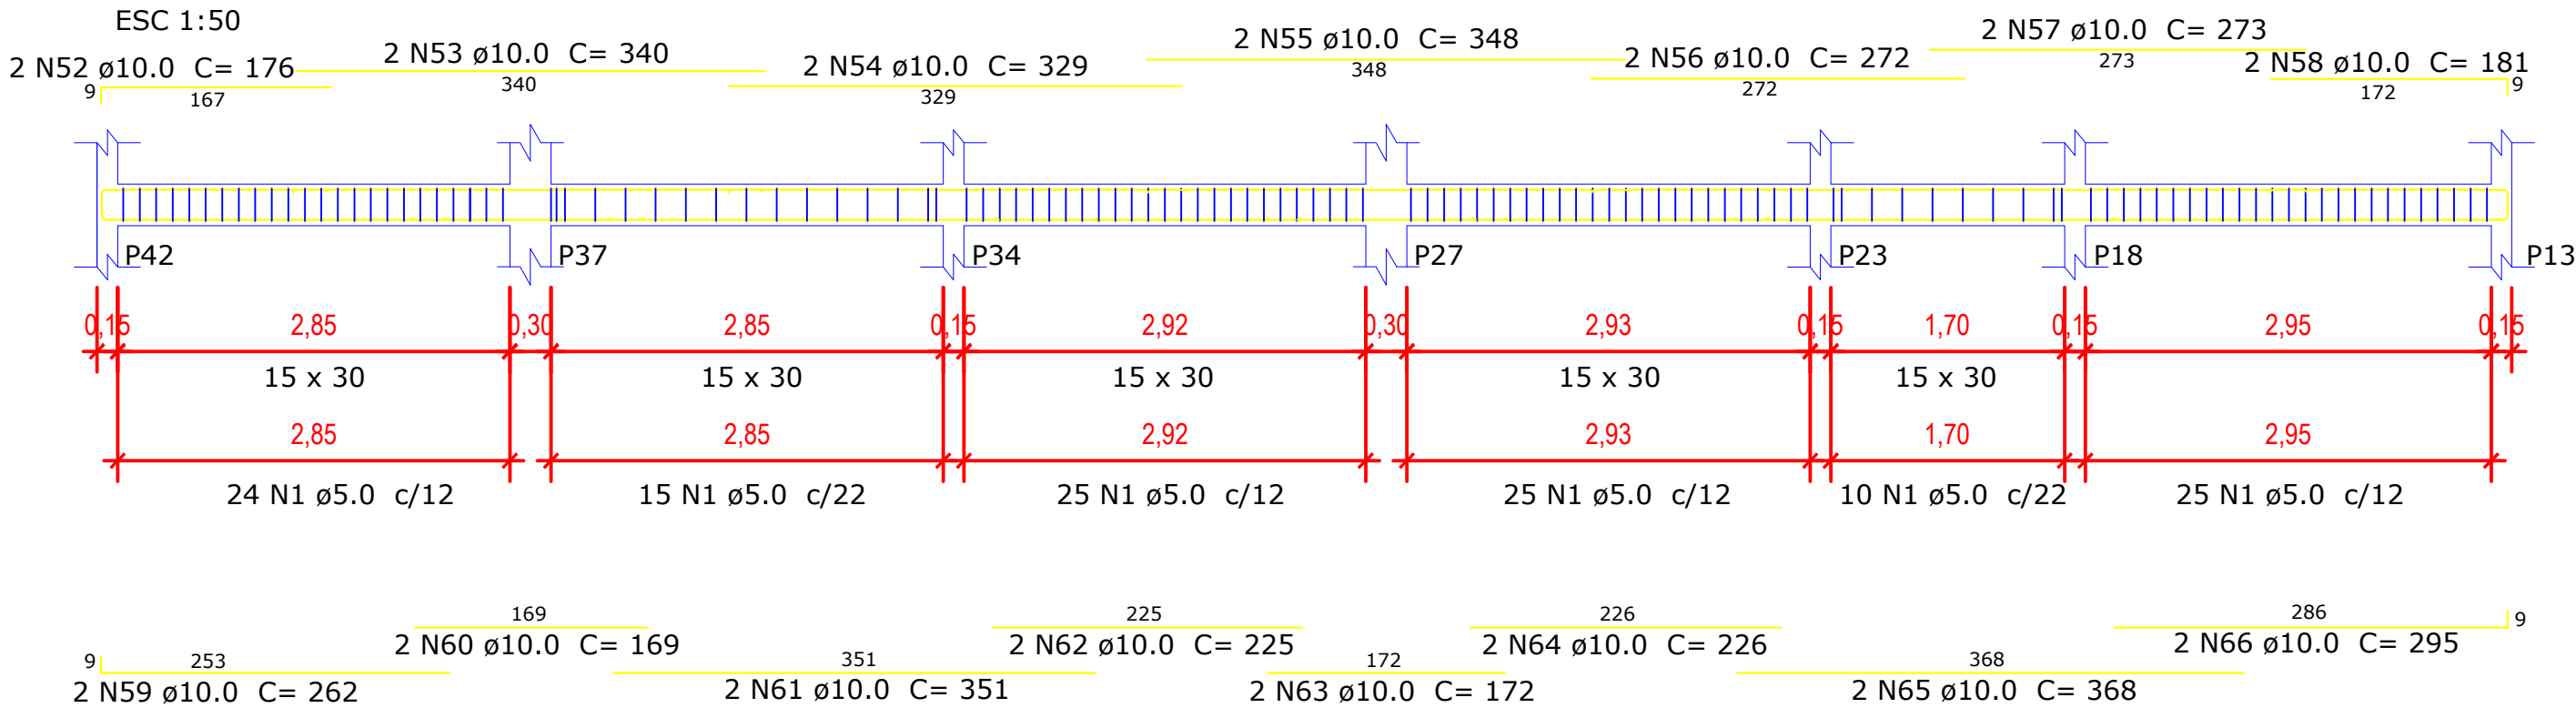 ESC 1:50
2 N52 ø10.0 C= 176
9
167
2 N53 ø10.0 C= 340
340
2 N54 ø10.0 C= 329
329
2 N55 ø10.0 C= 348
348
2 N56 ø10.0 C= 272
272
2 N57 ø10.0 C= 273
273
2 N58 ø10.0 C= 181
172
9
P42 P37 P34 P27 P23 P18 P13
0,15 2,85 0,30 2,85 0,15 2,92 0,30 2,93 0,15 1,70 0,15 2,95 0,15
15 x 30 15 x 30 15 x 30 15 x 30 15 x 30
2,85 2,85 2,92 2,93 1,70 2,95
24 N1 ø5.0 c/12 15 N1 ø5.0 c/22 25 N1 ø5.0 c/12 25 N1 ø5.0 c/12 10 N1 ø5.0 c/22 25 N1 ø5.0 c/12
169
2 N60 ø10.0 C= 169
225
2 N62 ø10.0 C= 225
226
2 N64 ø10.0 C= 226
286
9
2 N66 ø10.0 C= 295
9
253
2 N59 ø10.0 C= 262
351
2 N61 ø10.0 C= 351
172
2 N63 ø10.0 C= 172
368
2 N65 ø10.0 C= 368